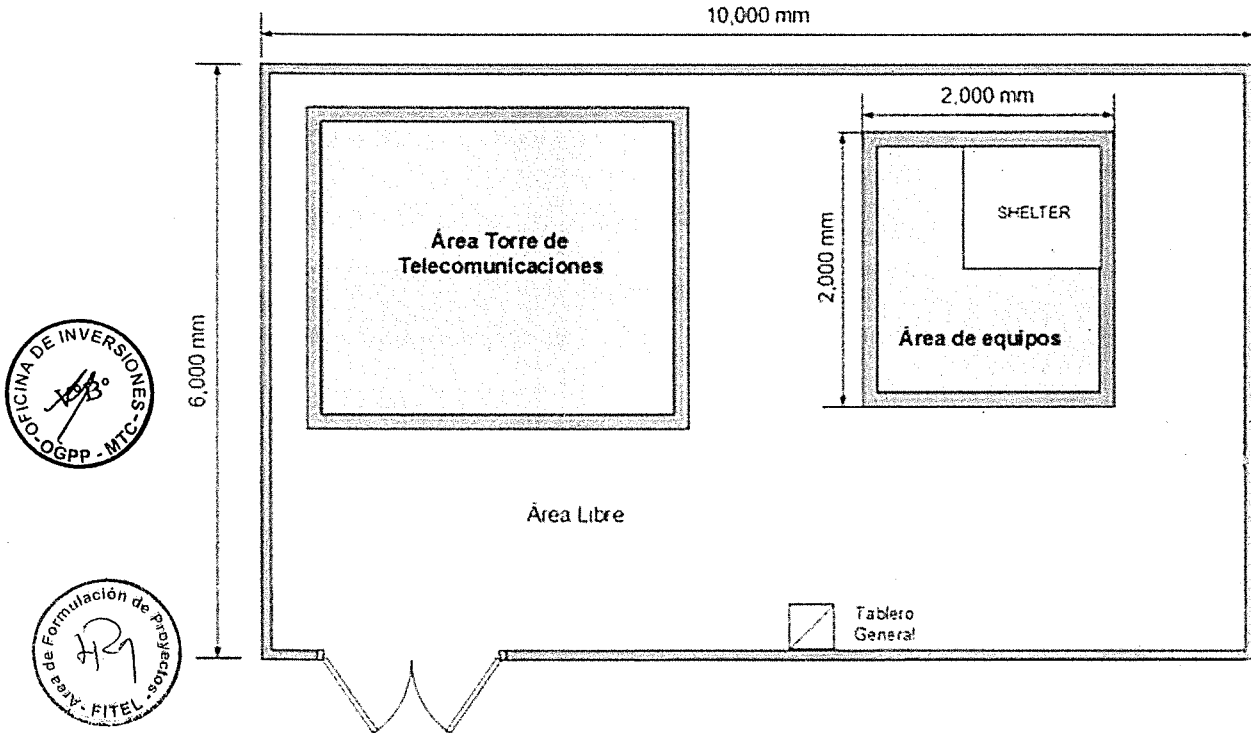 10,000 mm
2,000 mm
SHELTER
2,000 mm
Área Torre de
Telecomunicaciones
Área de equipos
6,000 mm
OFICINA DE INVERSIONES
-OGPP - MTC-
VºBº
Área Libre
Tablero
General
Área de Formulación de Proyectos
- FITEL -